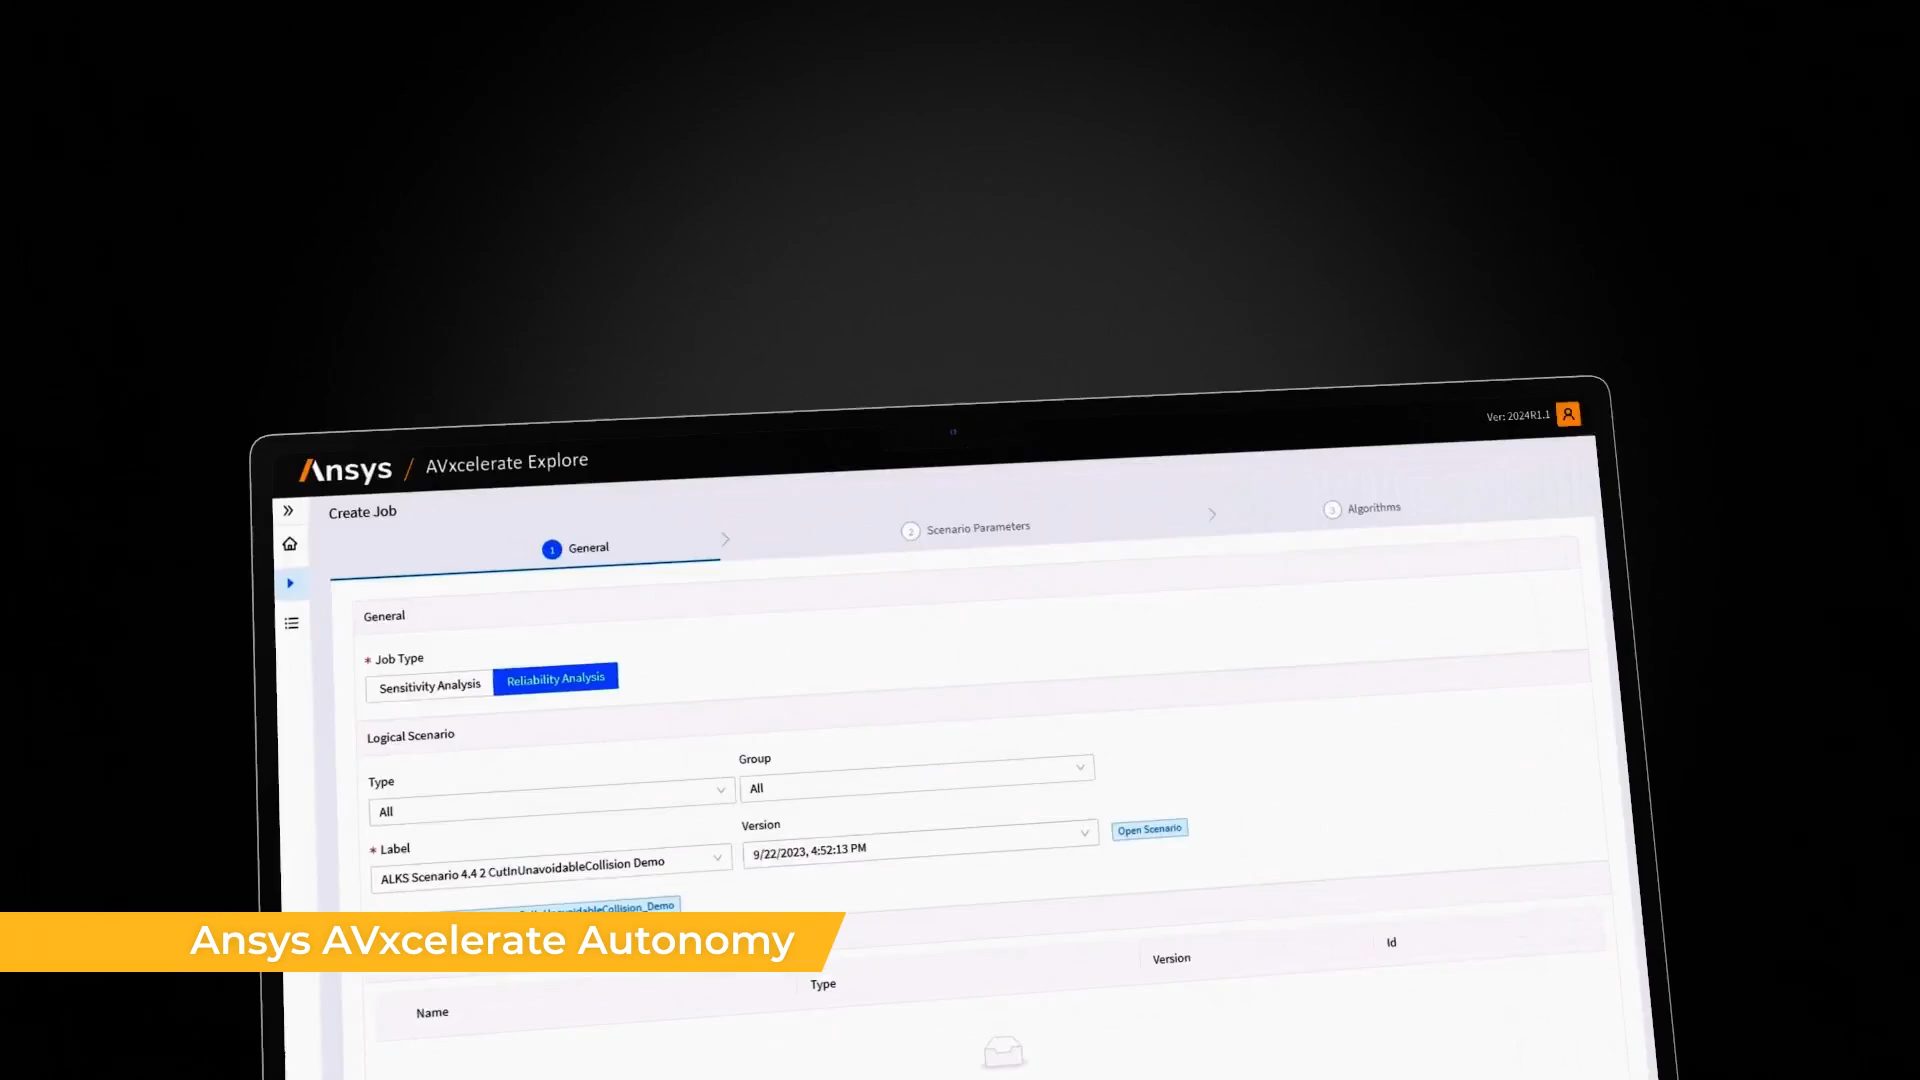 Ver: 2024R1.1
Ansys / AVxcelerate Explore
Create Job
1 General
2 Scenario Parameters
3 Algorithms
General
* Job Type
Sensitivity Analysis
Reliability Analysis
Logical Scenario
Type
Group
All
All
* Label
Version
ALKS Scenario 4.4 2 CutInUnavoidableCollision Demo
9/22/2023, 4:52:13 PM
Open Scenario
Ansys AVxcelerate Autonomy
Name
Type
Version
Id